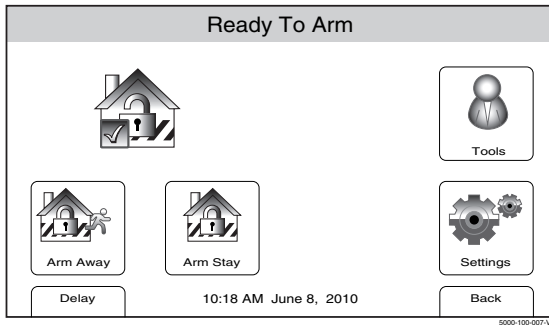 Ready To Arm
Tools
Arm Away
Arm Stay
Settings
Delay
10:18 AM June 8, 2010
Back
5000-100-007-V